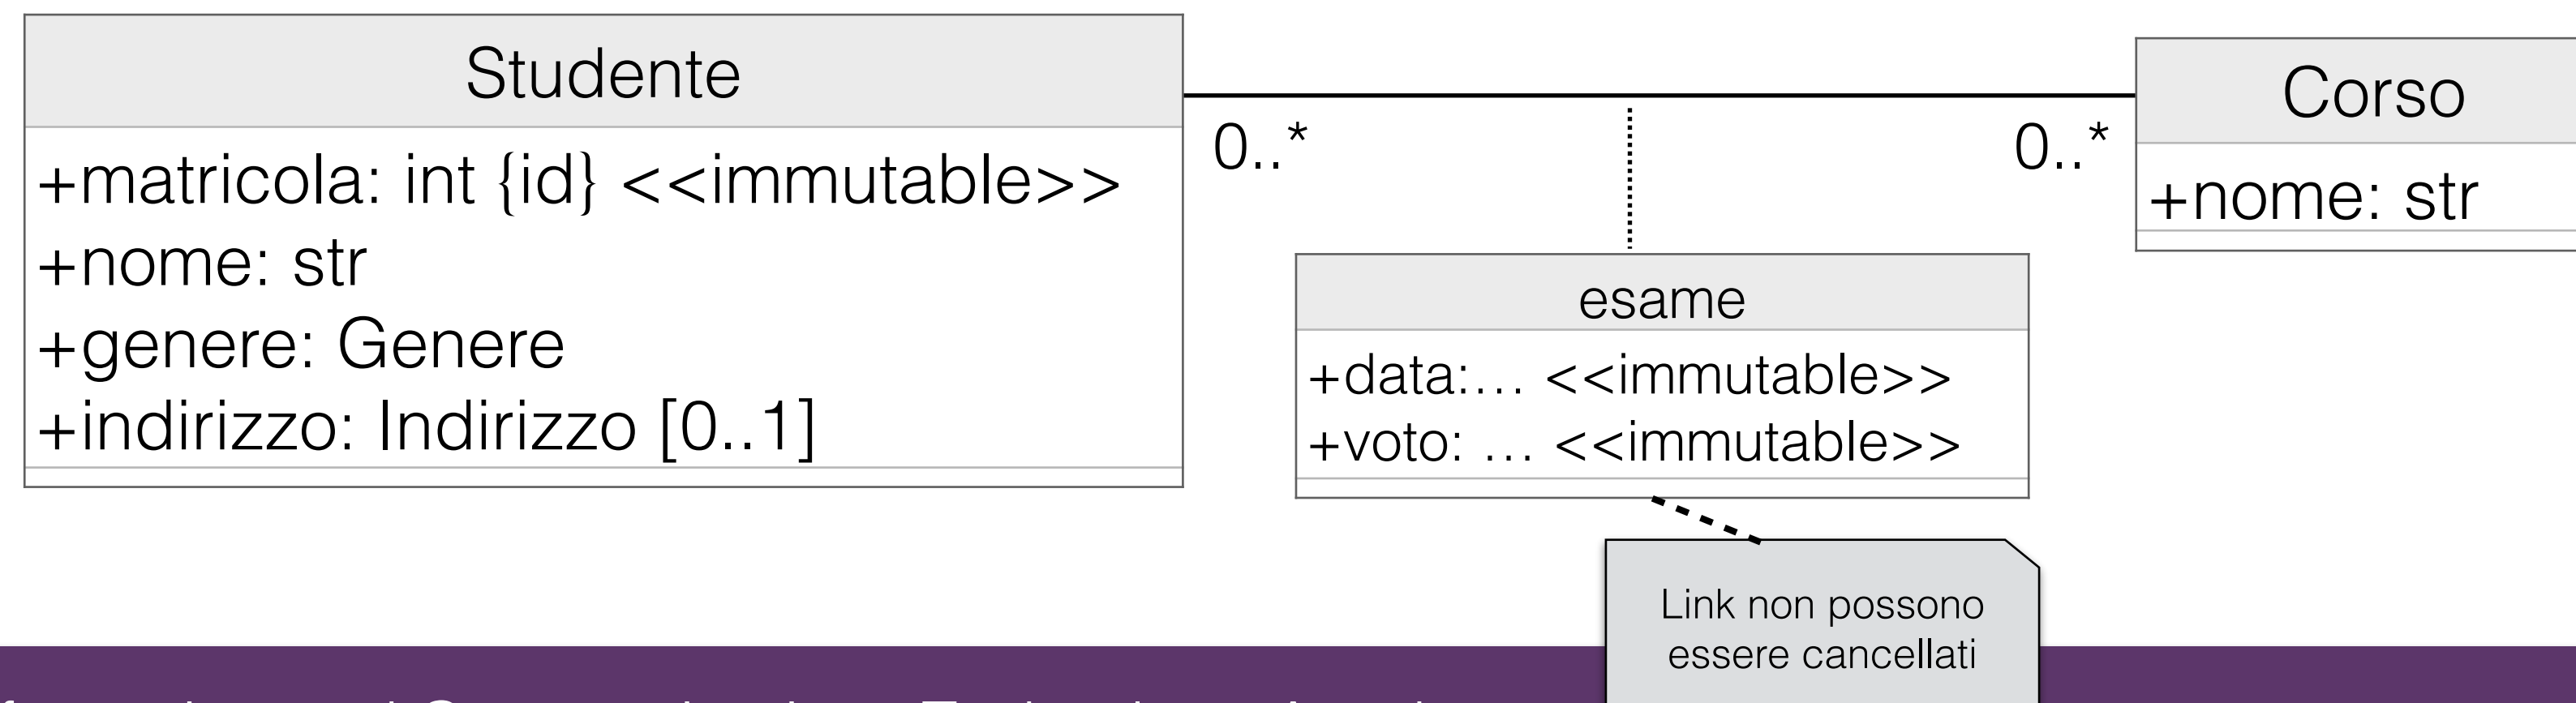 Studente
+matricola: int {id} <<immutable>>
+nome: str
+genere: Genere
+indirizzo: Indirizzo [0..1]
0..*
0..*
Corso
+nome: str
esame
+data:... <<immutable>>
+voto: ... <<immutable>>
Link non possono
essere cancellati